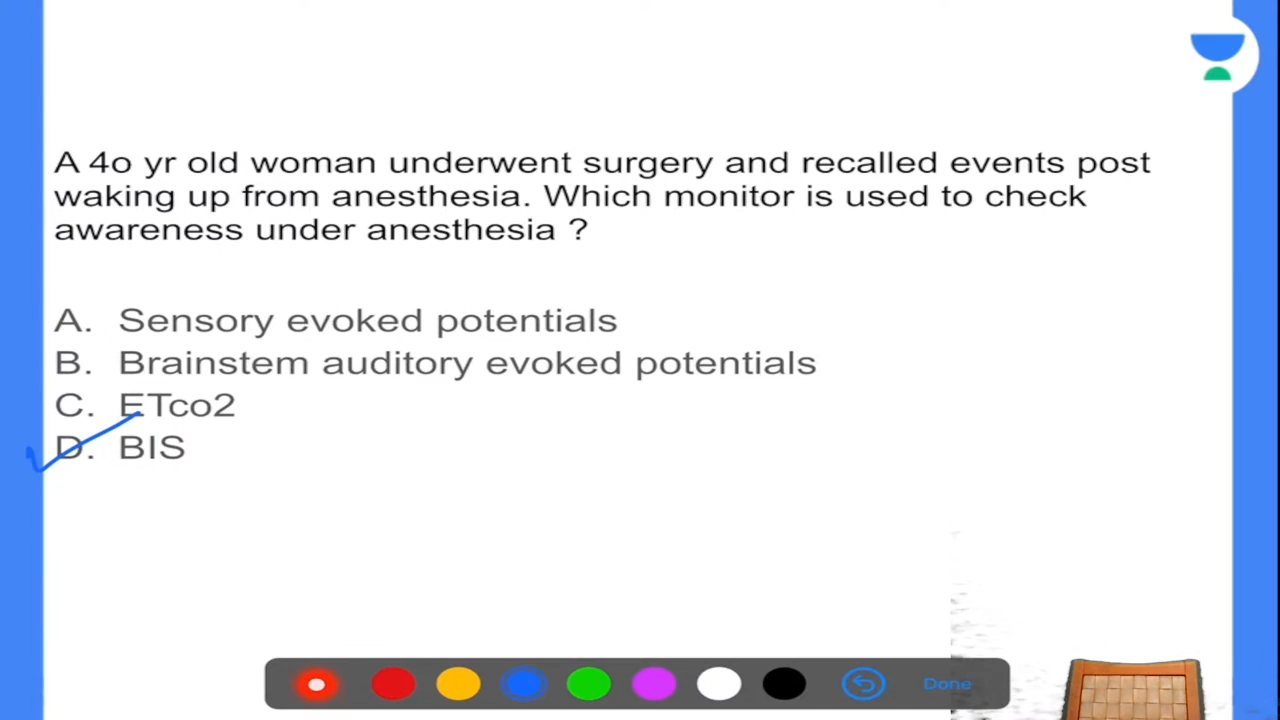 A 4o yr old woman underwent surgery and recalled events post
waking up from anesthesia. Which monitor is used to check
awareness under anesthesia ?
A. Sensory evoked potentials
B. Brainstem auditory evoked potentials
C. ETco2
D. BIS
Done